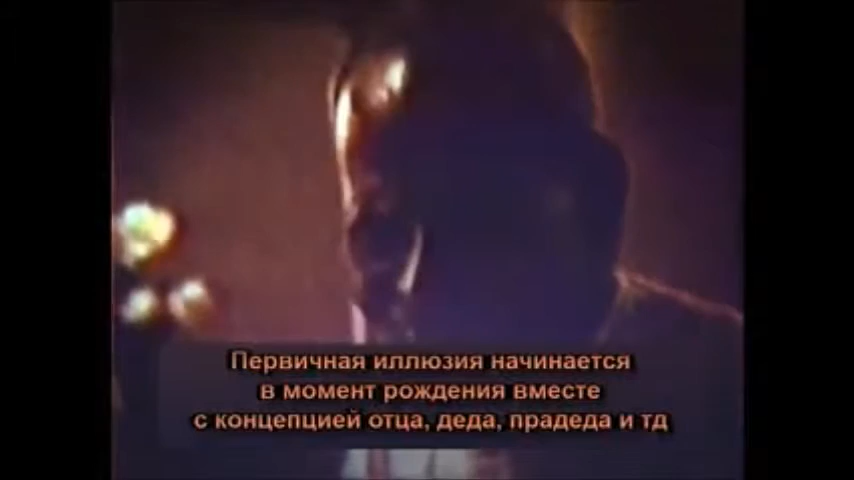 Первичная иллюзия начинается
в момент рождения вместе
с концепцией отца, деда, прадеда и тд